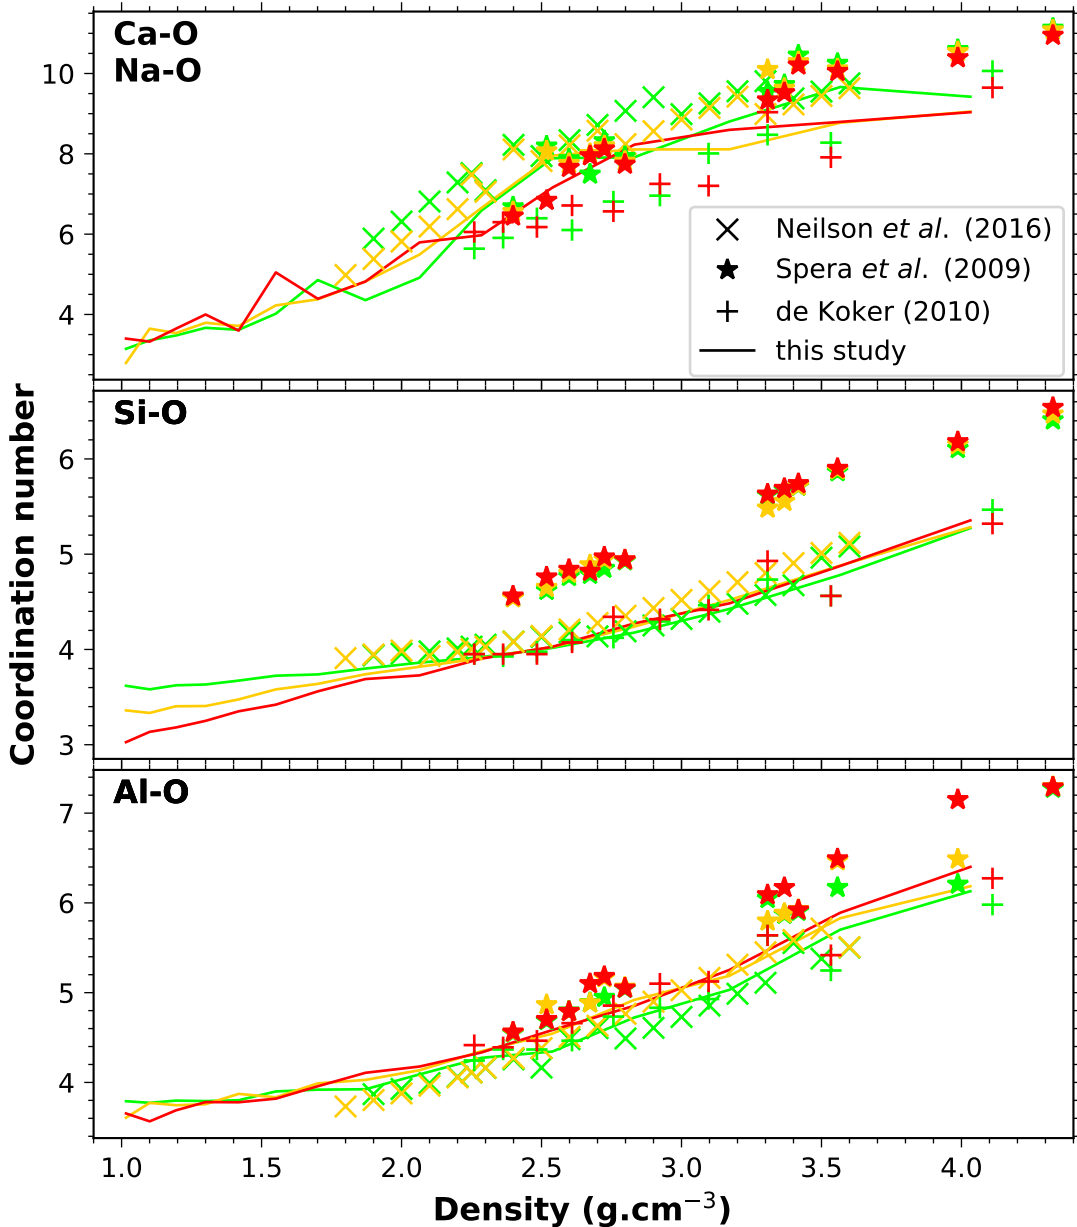 Ca-O
Na-O
10
8
6
4
Neilson et al. (2016)
Spera et al. (2009)
de Koker (2010)
this study
Coordination number
Si-O
6
5
4
3
Al-O
7
6
5
4
1.0 1.5 2.0 2.5 3.0 3.5 4.0
Density (g.cm⁻³)